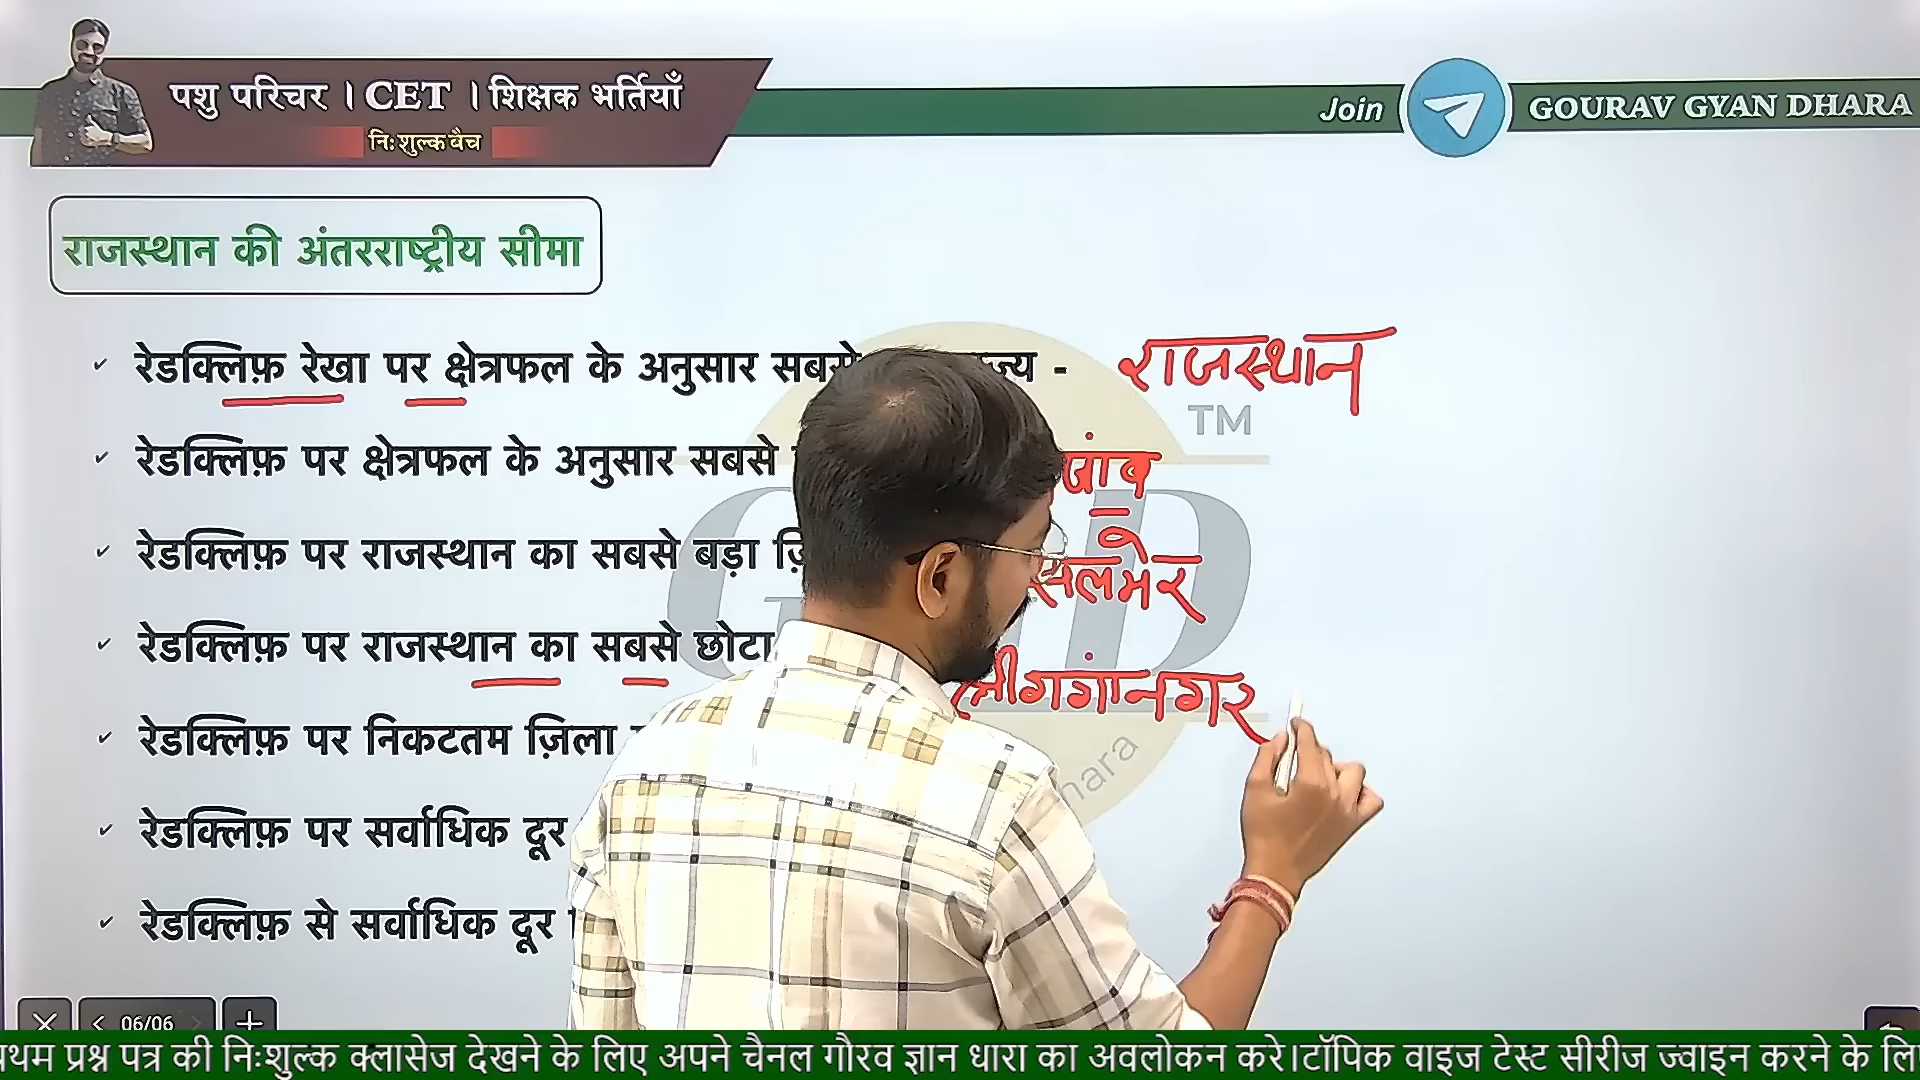 पशु परिचर । CET । शिक्षक भर्तियाँ
निः शुल्क बैच
Join GOURAV GYAN DHARA
राजस्थान की अंतरराष्ट्रीय सीमा
रेडक्लिफ़ रेखा पर क्षेत्रफल के अनुसार सबसे - राजस्थान
TM
रेडक्लिफ़ पर क्षेत्रफल के अनुसार सबसे
रेडक्लिफ़ पर राजस्थान का सबसे बड़ा
रेडक्लिफ़ पर राजस्थान का सबसे छोटा श्रीगगांनगर
रेडक्लिफ़ पर निकटतम ज़िला
रेडक्लिफ़ पर सर्वाधिक दूर
रेडक्लिफ़ से सर्वाधिक दूर
06/06
प्रश्न पत्र की निःशुल्क क्लासेज देखने के लिए अपने चैनल गौरव ज्ञान धारा का अवलोकन करे।टॉपिक वाइज टेस्ट सीरीज ज्वाइन करने के